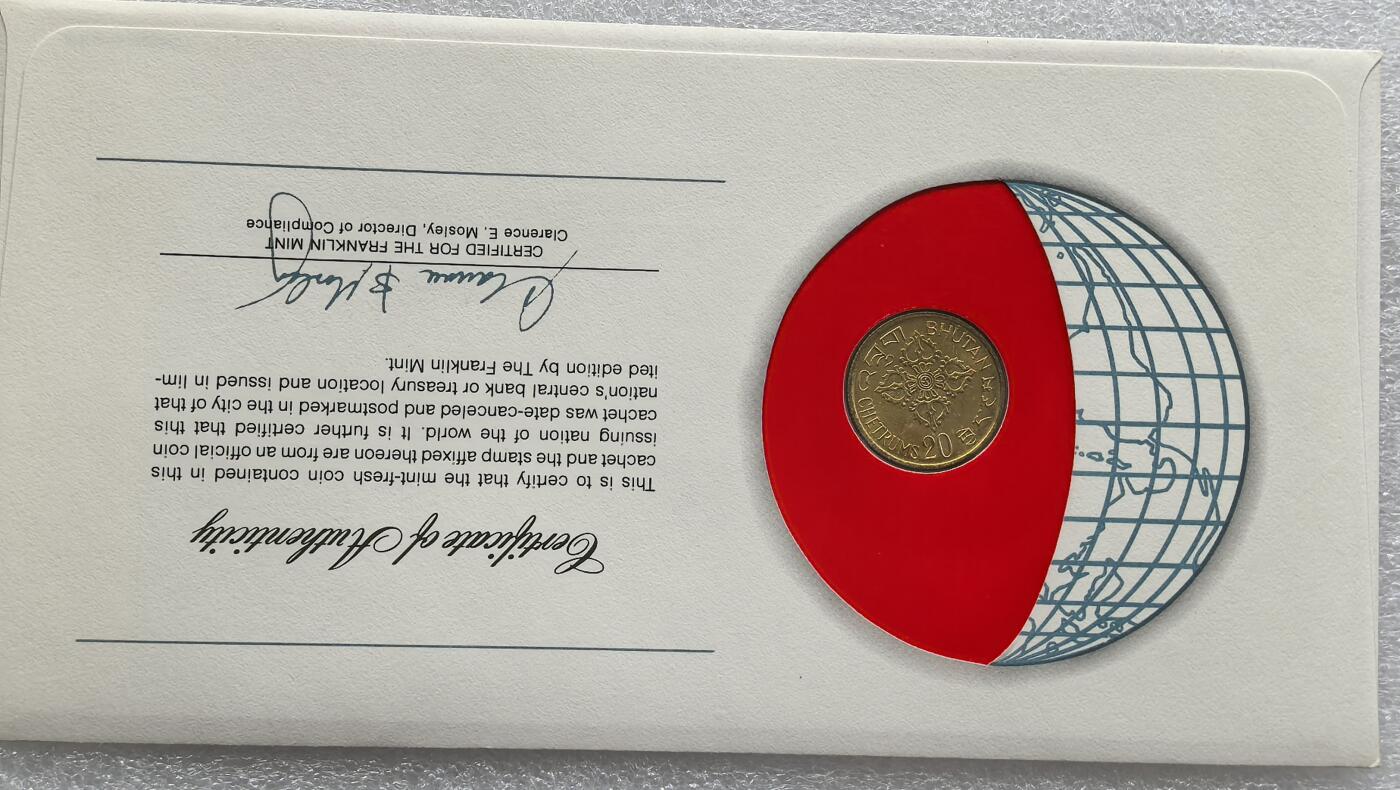 Certificate of Authenticity
This is to certify that the mint-fresh coin contained in this
cachet and the stamp affixed thereon are from an official coin
issuing nation of the world. It is further certified that this
cachet was date-canceled and postmarked in the city of that
nation's central bank or treasury location and issued in lim-
ited edition by The Franklin Mint.
CERTIFIED FOR THE FRANKLIN MINT
Clarence E. Mosley, Director of Compliance
BHUTAN
CHETRUMS 20